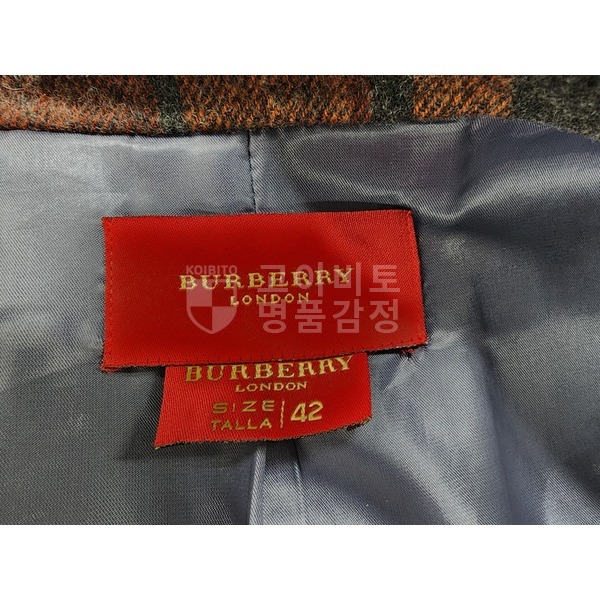 BURBERRY
LONDON
KOIBITO
코이비토
명품감정
BURBERRY
LONDON
SIZE
TALLA
42